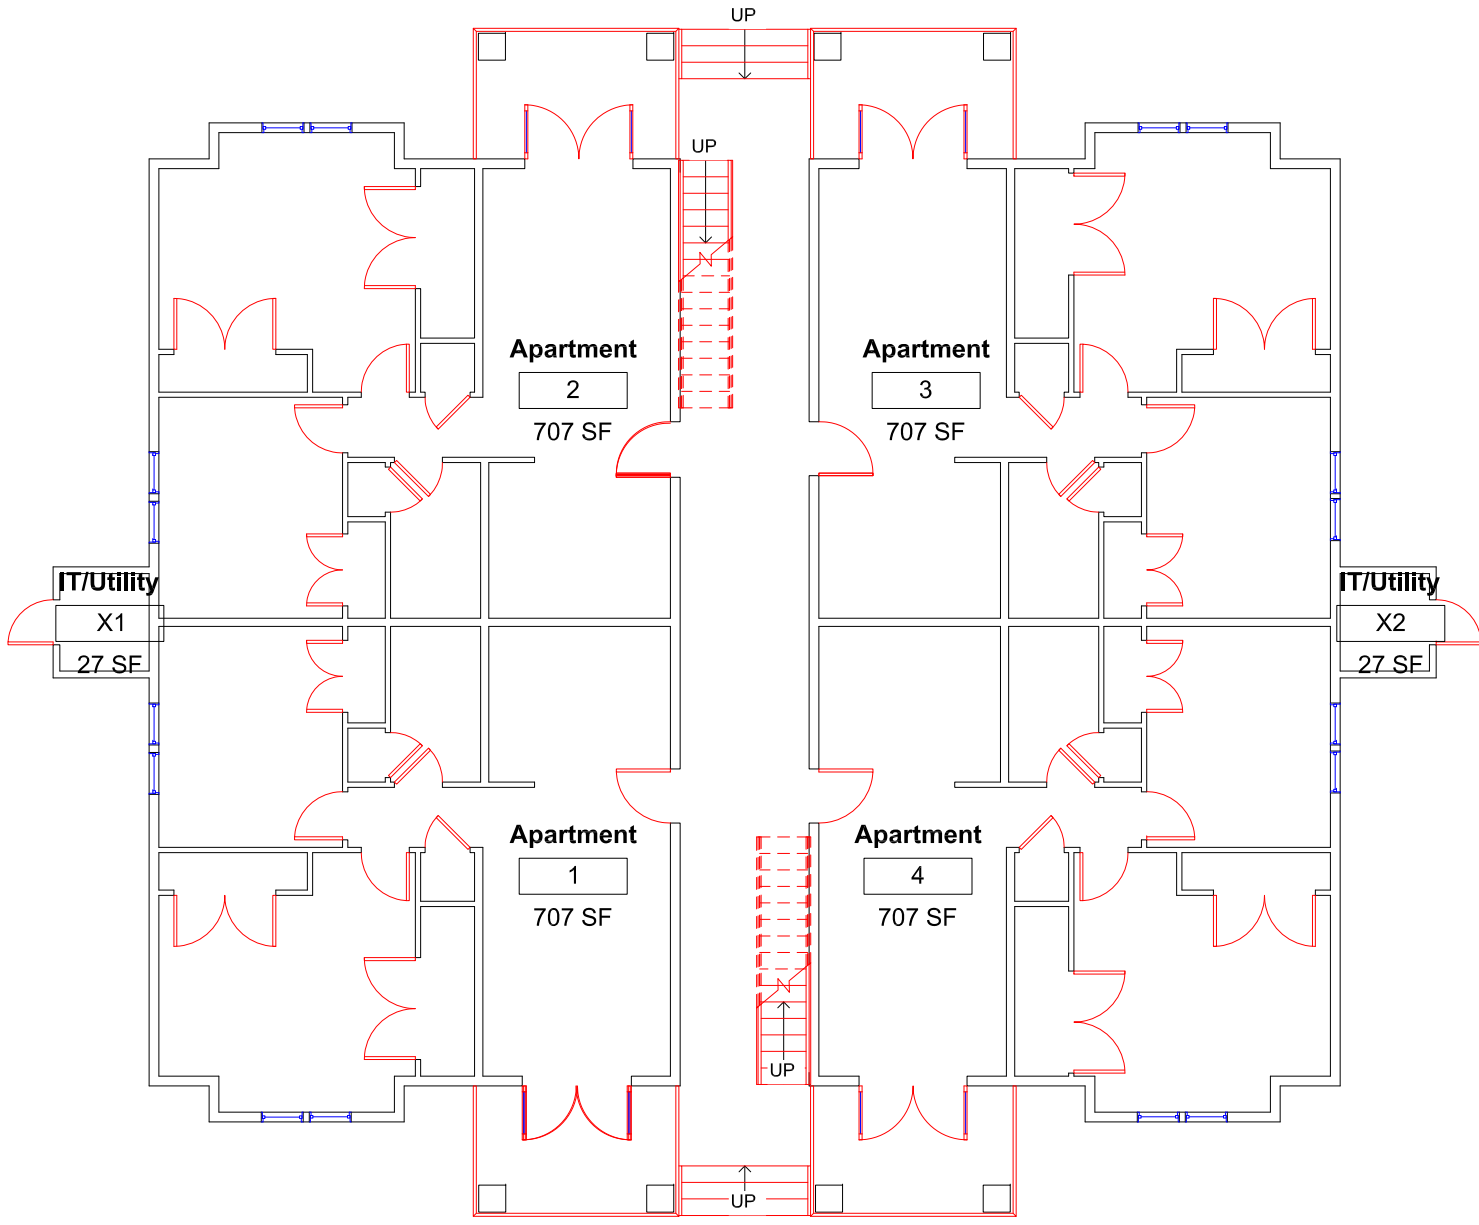 UP
UP
Apartment
2
707 SF
Apartment
3
707 SF
IT/Utility
X1
27 SF
IT/Utility
X2
27 SF
Apartment
1
707 SF
Apartment
4
707 SF
UP
UP